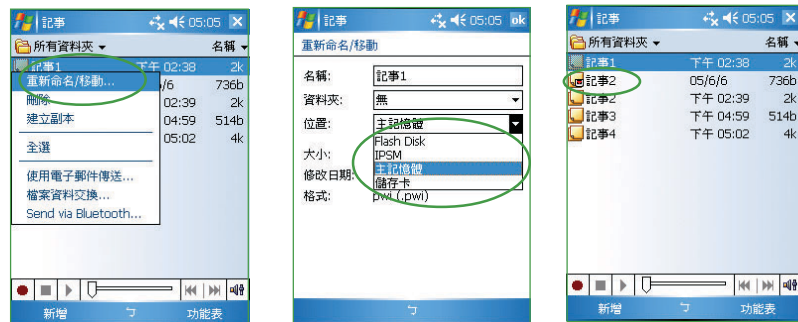 記事 05:05
所有資料夾 名稱
記事1 下午 02:38 2k
重新命名/移動... /6 736b
刪除 02:39 2k
建立副本 04:59 514b
05:02 4k
全選
使用電子郵件傳送...
檔案資料交換...
Send via Bluetooth...
新增 功能表
記事 05:05 ok
重新命名/移動
名稱: 記事1
資料夾: 無
位置: 主記憶體
Flash Disk
大小: IPSM
主記憶體
修改日期: 儲存卡
格式: pwi (.pwi)
記事 05:05
所有資料夾 名稱
記事1 下午 02:38 2k
記事2 05/6/6 736b
記事2 下午 02:39 2k
記事3 下午 04:59 514b
記事4 下午 05:02 4k
新增 功能表